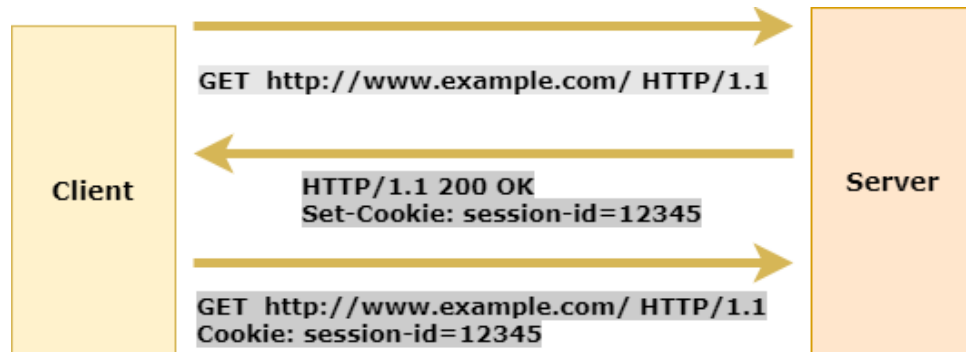 GET  http://www.example.com/ HTTP/1.1
Client
HTTP/1.1 200 OK
Set-Cookie: session-id=12345
Server
GET  http://www.example.com/ HTTP/1.1
Cookie: session-id=12345